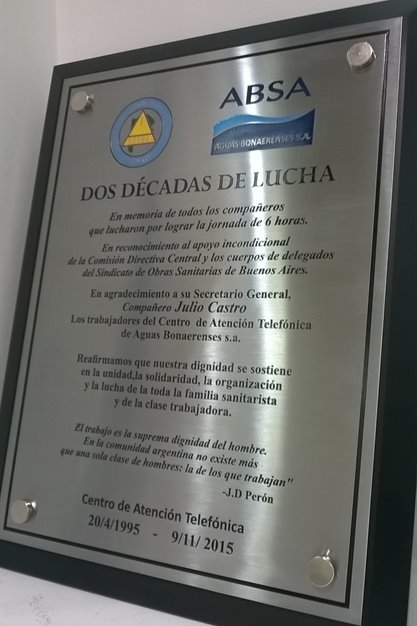 ABSA
AGUAS BONAERENSES S.A.
DOS DÉCADAS DE LUCHA
En memoria de todos los compañeros
que lucharon por lograr la jornada de 6 horas.
En reconocimiento al apoyo incondicional
de la Comisión Directiva Central y los cuerpos de delegados
del Sindicato de Obras Sanitarias de Buenos Aires.
En agradecimiento a su Secretario General,
Compañero Julio Castro
Los trabajadores del Centro de Atención Telefónica
de Aguas Bonaerenses s.a.
Reafirmamos que nuestra dignidad se sostiene
en la unidad,la solidaridad, la organización
y la lucha de la toda la familia sanitarista
y de la clase trabajadora.
El trabajo es la suprema dignidad del hombre.
En la comunidad argentina no existe más
que una sola clase de hombres: la de los que trabajan"
-J.D Perón
Centro de Atención Telefónica
20/4/1995 - 9/11/ 2015